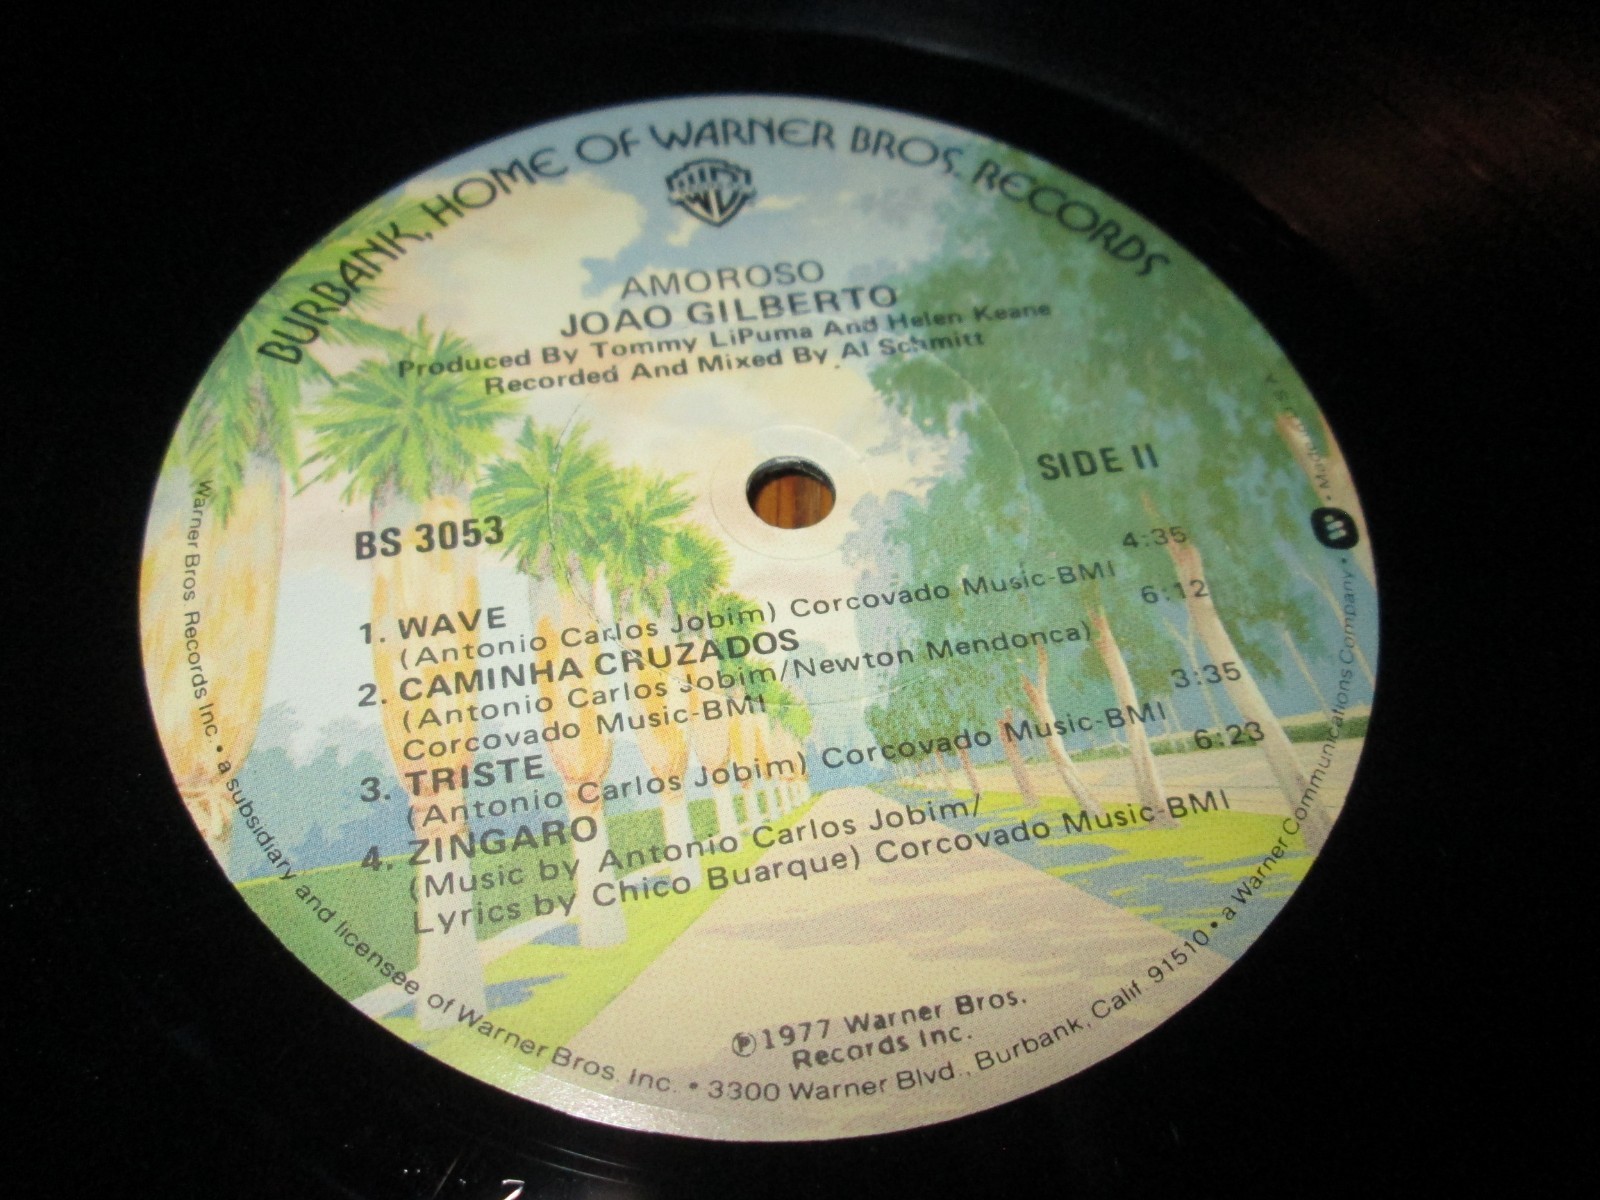 BURBANK, HOME OF WARNER BROS. RECORDS
AMOROSO
JOAO GILBERTO
Produced By Tommy LiPuma And Helen Keane
Recorded And Mixed By Al Schmitt
SIDE II
BS 3053
1. WAVE 4:35
(Antonio Carlos Jobim) Corcovado Music-BMI
2. CAMINHA CRUZADOS 6:12
(Antonio Carlos Jobim/Newton Mendonca)
Corcovado Music-BMI
3. TRISTE 3:35
(Antonio Carlos Jobim) Corcovado Music-BMI
4. ZINGARO 6:23
(Music by Antonio Carlos Jobim/
Lyrics by Chico Buarque) Corcovado Music-BMI
Ⓟ1977 Warner Bros.
Records Inc.
Warner Bros. Records Inc. • a subsidiary and licensee of Warner Bros. Inc. • 3300 Warner Blvd., Burbank, Calif. 91510 • a Warner Communications Company •